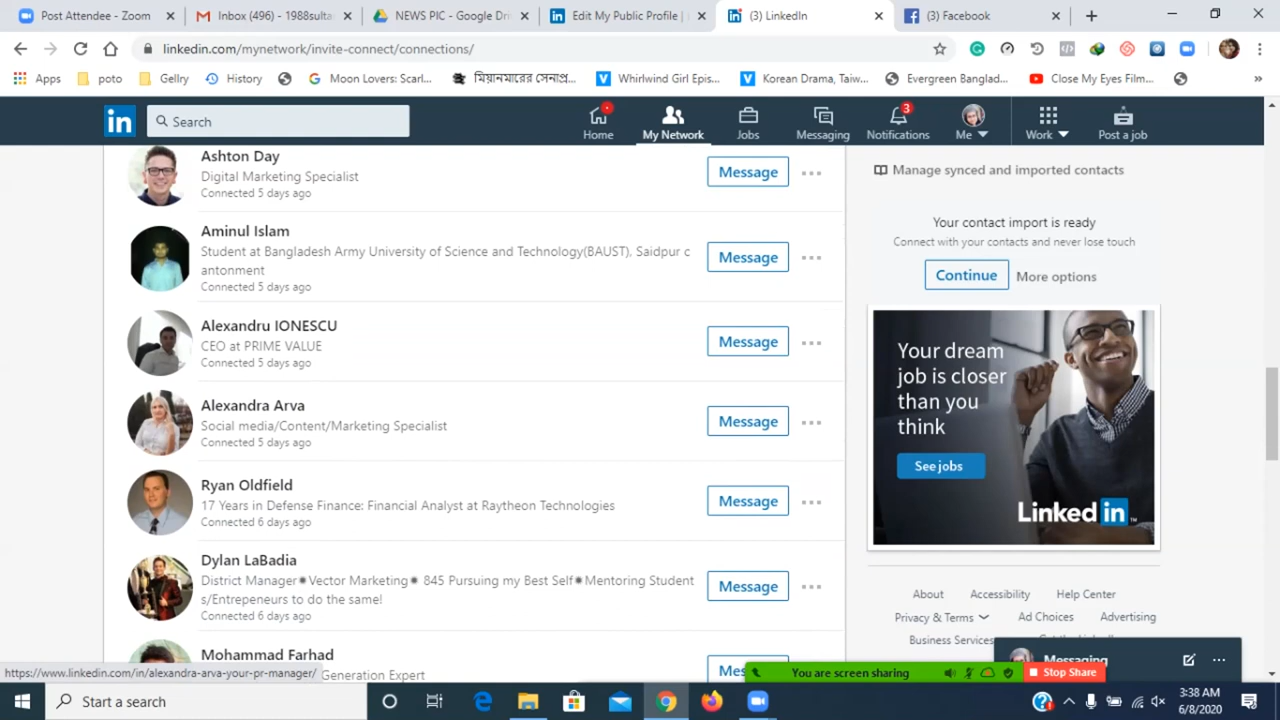 Post Attendee - Zoom
Inbox (496) - 1988sulta
NEWS PIC - Google Dri
Edit My Public Profile |
(3) LinkedIn
(3) Facebook
linkedin.com/mynetwork/invite-connect/connections/
Apps
poto
Gellry
History
Moon Lovers: Scarl...
মিয়ানমারের সেনাপ্র...
Whirlwind Girl Epis...
Korean Drama, Taiw...
Evergreen Banglad...
Close My Eyes Film...
»
in
Search
Home
My Network
Jobs
Messaging
3
Notifications
Me
Work
Post a job
Ashton Day
Digital Marketing Specialist
Connected 5 days ago
Message
Aminul Islam
Student at Bangladesh Army University of Science and Technology(BAUST), Saidpur c
antonment
Connected 5 days ago
Message
Alexandru IONESCU
CEO at PRIME VALUE
Connected 5 days ago
Message
Alexandra Arva
Social media/Content/Marketing Specialist
Connected 5 days ago
Message
Ryan Oldfield
17 Years in Defense Finance: Financial Analyst at Raytheon Technologies
Connected 6 days ago
Message
Dylan LaBadia
District Manager✹Vector Marketing✹ 845 Pursuing my Best Self✹Mentoring Student
s/Entrepeneurs to do the same!
Connected 6 days ago
Message
Mohammad Farhad
Generation Expert
Manage synced and imported contacts
Your contact import is ready
Connect with your contacts and never lose touch
Continue
More options
Your dream
job is closer
than you
think
See jobs
Linked in
About
Accessibility
Help Center
Privacy & Terms
Ad Choices
Advertising
Business Services
Messaging
https://www.linkedin.com/in/alexandra-arva-your-pr-manager/
You are screen sharing
Stop Share
Start a search
3:38 AM
6/8/2020